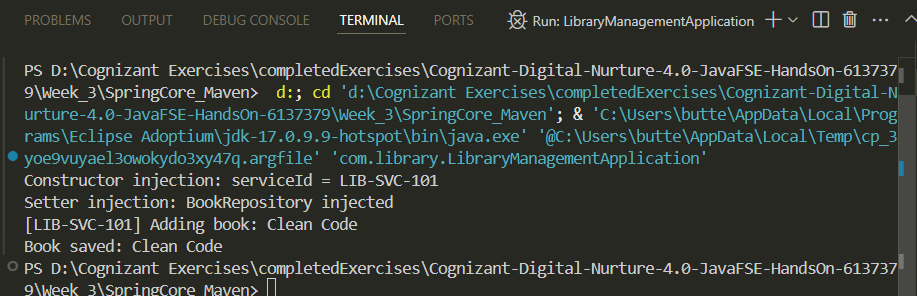 PROBLEMS OUTPUT DEBUG CONSOLE TERMINAL PORTS Run: LibraryManagementApplication
PS D:\Cognizant Exercises\completedExercises\Cognizant-Digital-Nurture-4.0-JavaFSE-HandsOn-613737
9\Week_3\SpringCore_Maven>  d:; cd 'd:\Cognizant Exercises\completedExercises\Cognizant-Digital-N
urture-4.0-JavaFSE-HandsOn-6137379\Week_3\SpringCore_Maven'; & 'C:\Users\butte\AppData\Local\Prog
rams\Eclipse Adoptium\jdk-17.0.9.9-hotspot\bin\java.exe' '@C:\Users\butte\AppData\Local\Temp\cp_3
yoe9vuyael3owokydo3xy47q.argfile' 'com.library.LibraryManagementApplication'
Constructor injection: serviceId = LIB-SVC-101
Setter injection: BookRepository injected
[LIB-SVC-101] Adding book: Clean Code
Book saved: Clean Code
PS D:\Cognizant Exercises\completedExercises\Cognizant-Digital-Nurture-4.0-JavaFSE-HandsOn-613737
9\Week_3\SpringCore_Maven>